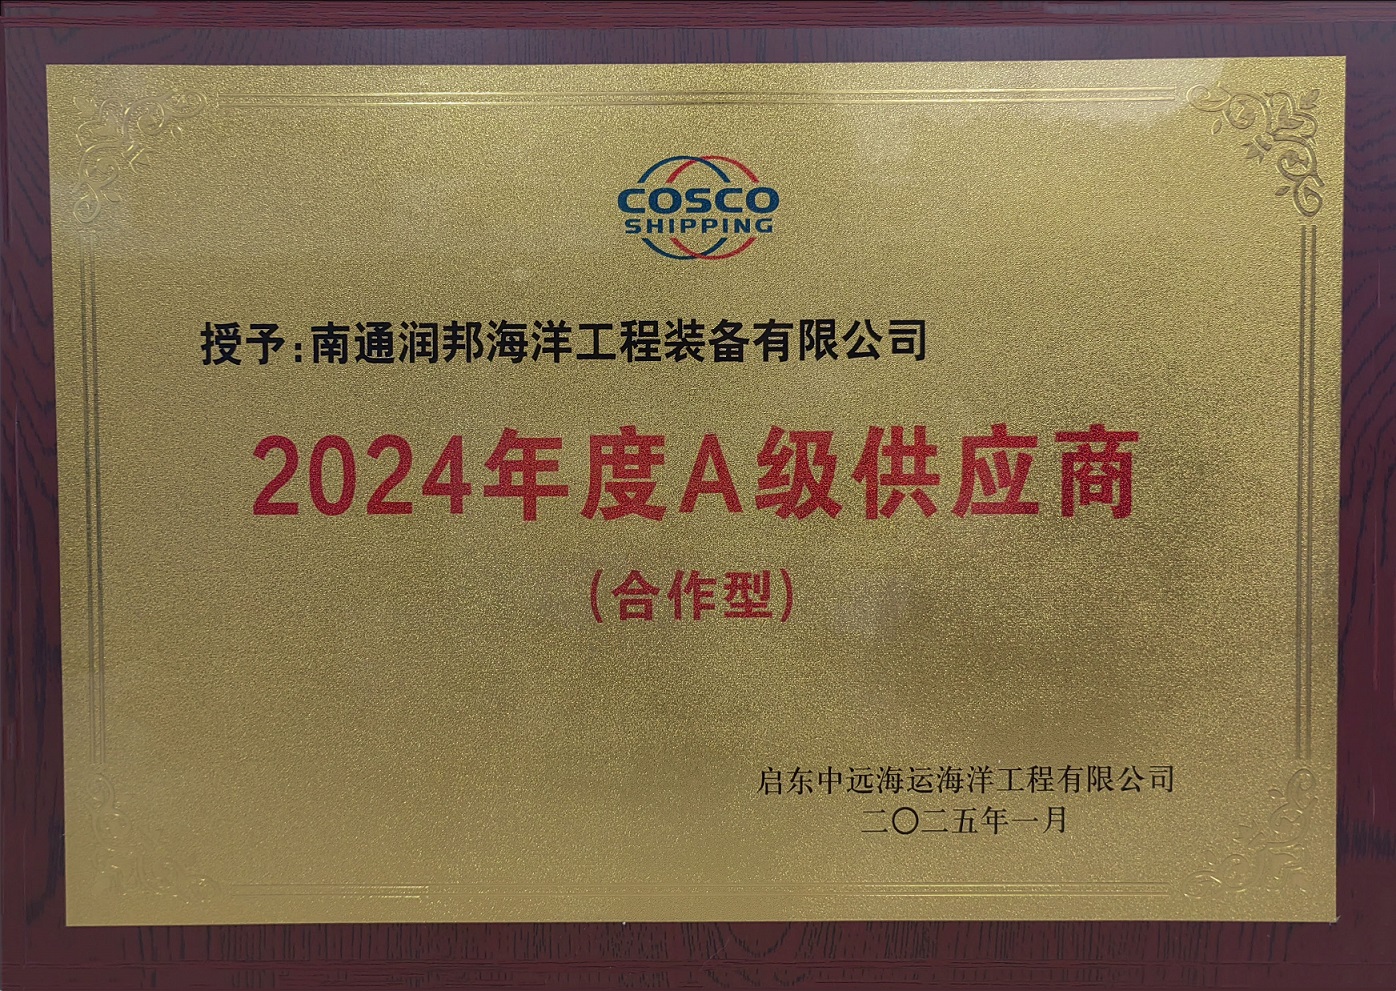 COSCO
SHIPPING
授予:南通润邦海洋工程装备有限公司
2024年度A级供应商
(合作型)
启东中远海运海洋工程有限公司
二〇二五年一月